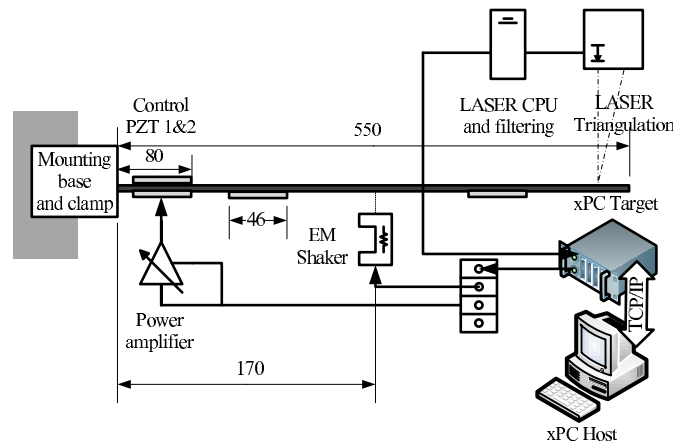 Control
PZT 1&2
550
80
Mounting
base
and clamp
46
EM
Shaker
Power
amplifier
170
LASER CPU
and filtering
LASER
Triangulation
xPC Target
TCP/IP
xPC Host